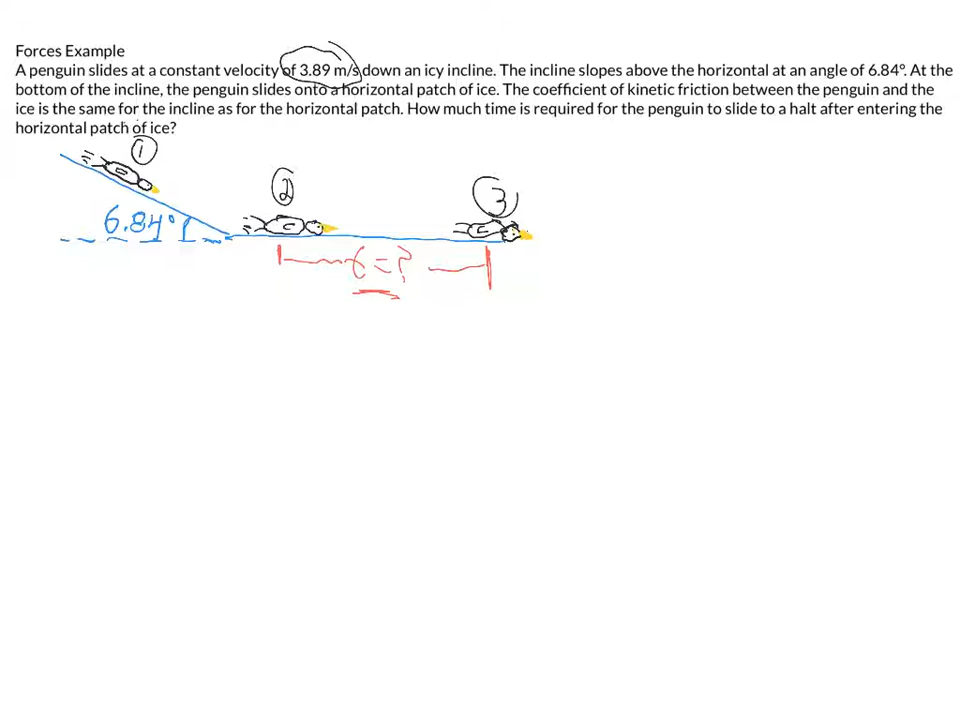 Forces Example
A penguin slides at a constant velocity of 3.89 m/s down an icy incline. The incline slopes above the horizontal at an angle of 6.84°. At the
bottom of the incline, the penguin slides onto a horizontal patch of ice. The coefficient of kinetic friction between the penguin and the
ice is the same for the incline as for the horizontal patch. How much time is required for the penguin to slide to a halt after entering the
horizontal patch of ice?
1
2
3
6.84°
t = ?